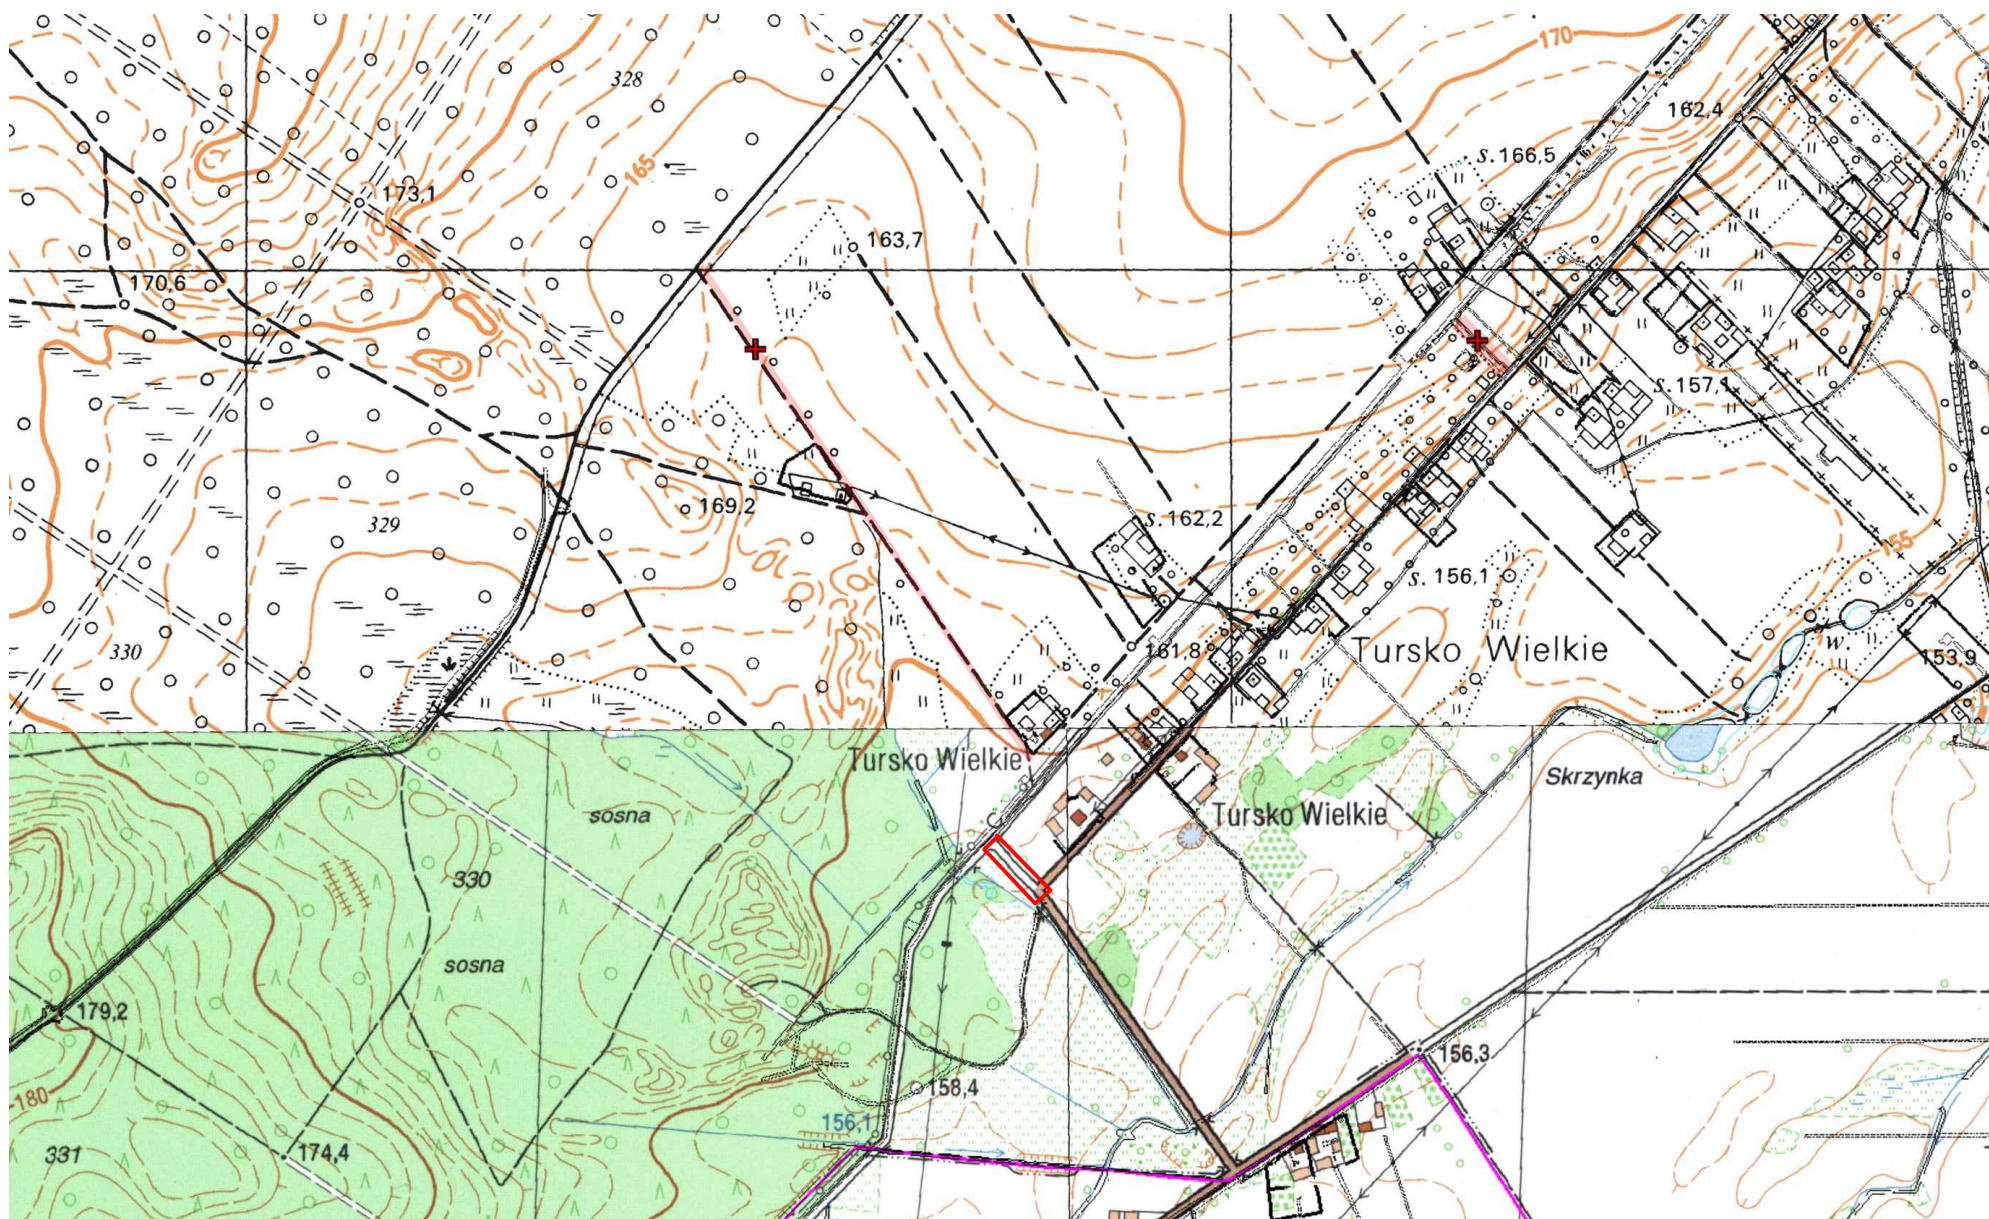 170
328
162,4
S.166,5
165
173,1
163,7
170,6
S.157,1
169,2
S.162,2
329
155
S.156,1
Tursko Wielkie
161,8
330
W
153,9
Tursko Wielkie
Skrzynka
sosna
Tursko Wielkie
C
330
sosna
179,2
156,3
158,4
180
156,1
331
174,4